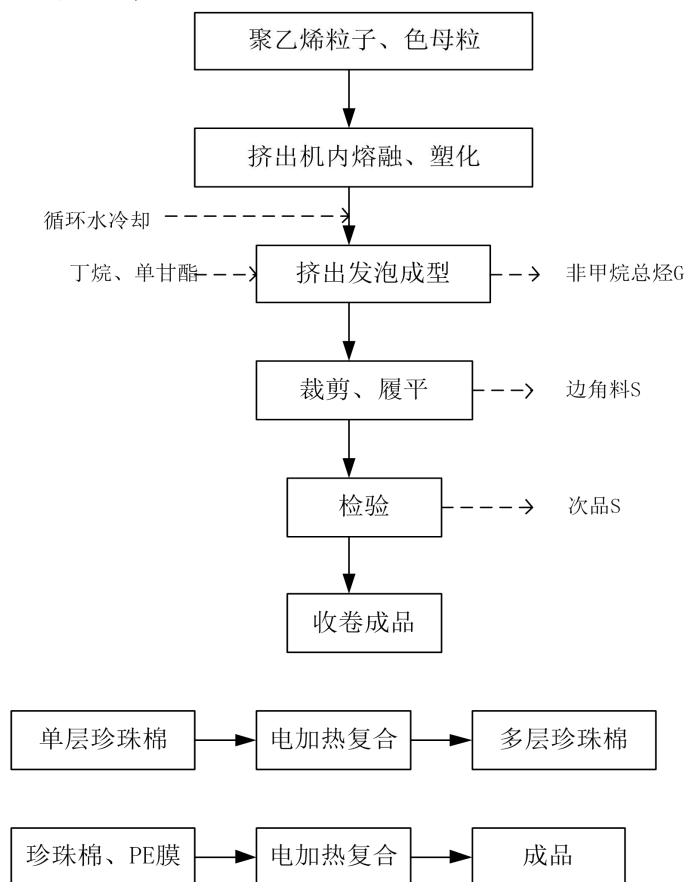 聚乙烯粒子、色母粒
挤出机内熔融、塑化
循环水冷却
丁烷、单甘酯
挤出发泡成型
非甲烷总烃G
裁剪、履平
边角料S
检验
次品S
收卷成品
单层珍珠棉
电加热复合
多层珍珠棉
珍珠棉、PE膜
电加热复合
成品